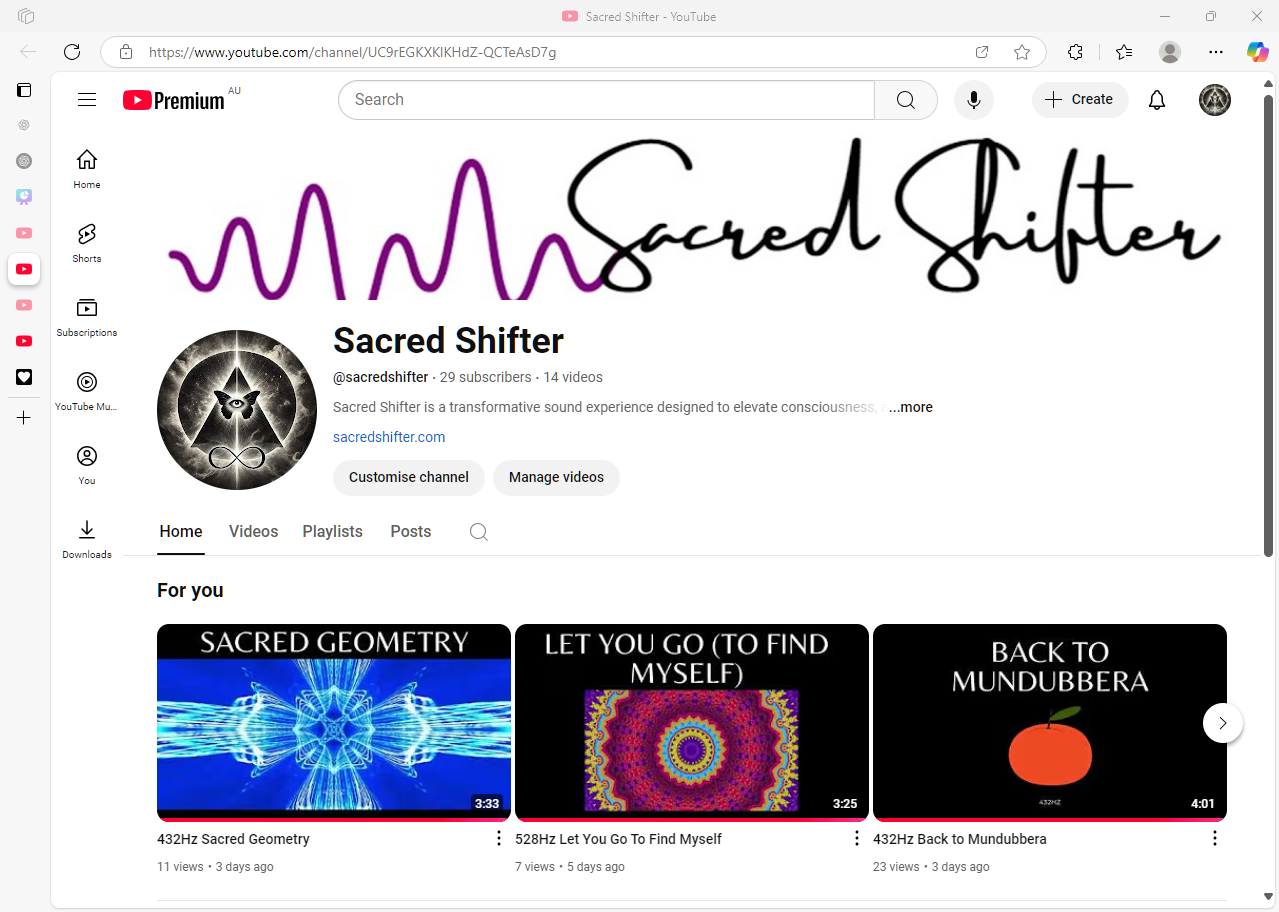 Sacred Shifter - YouTube
https://www.youtube.com/channel/UC9rEGKXKlKHdZ-QCTeAsD7g
Premium AU
Search
Create
Home
Shorts
Subscriptions
YouTube Mu...
You
Downloads
Sacred Shifter
Sacred Shifter
@sacredshifter · 29 subscribers · 14 videos
Sacred Shifter is a transformative sound experience designed to elevate consciousness, ...more
sacredshifter.com
Customise channel Manage videos
Home Videos Playlists Posts
For you
SACRED GEOMETRY
3:33
432Hz Sacred Geometry
11 views • 3 days ago
LET YOU GO (TO FIND
MYSELF)
3:25
528Hz Let You Go To Find Myself
7 views • 5 days ago
BACK TO
MUNDUBBERA
432HZ
4:01
432Hz Back to Mundubbera
23 views • 3 days ago